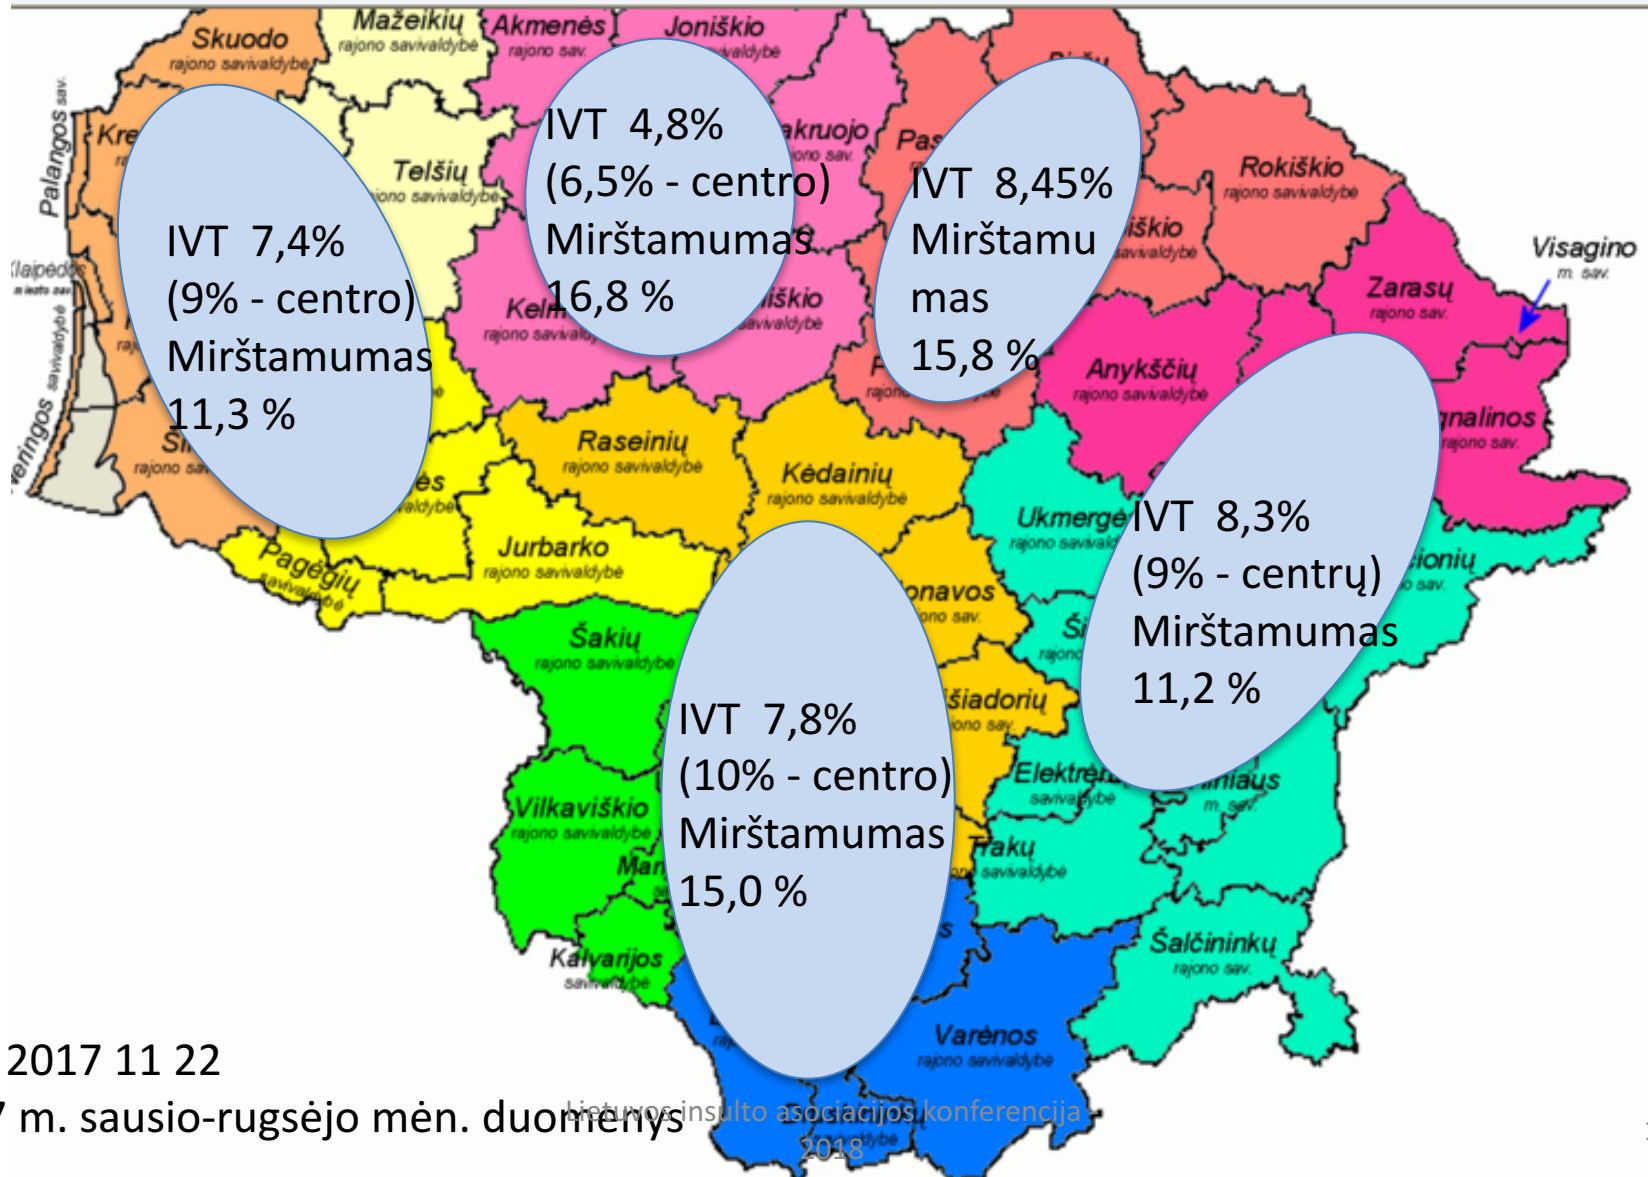 Mažeikių
rajono savivaldybė
Akmenės
rajono sav.
Joniškio
Skuodo
rajono savivaldybė
Palangos sav.
Telšių
rajono savivaldybė
IVT 4,8%
(6,5% - centro)
Mirštamumas
16,8 %
IVT 8,45%
Mirštamu
mas
15,8 %
Rokiškio
rajono savivaldybė
IVT 7,4%
(9% - centro)
Mirštamumas
11,3 %
Visagino
m. sav.
Zarasų
rajono sav.
Anykščių
rajono savivaldybė
Raseinių
rajono savivaldybė
Kėdainių
rajono savivaldybė
IVT 8,3%
(9% - centrų)
Mirštamumas
11,2 %
Jurbarko
rajono savivaldybė
Pagėgių
savivaldybė
Šakių
rajono savivaldybė
IVT 7,8%
(10% - centro)
Mirštamumas
15,0 %
Vilkaviškio
rajono savivaldybė
Trakų
savivaldybė
Kalvarijos
savivaldybė
Šalčininkų
rajono sav.
Varėnos
rajono savivaldybė
2017 11 22
m. sausio-rugsėjo mėn. duomenys
Lietuvos insulto asociacijos konferencija
2018